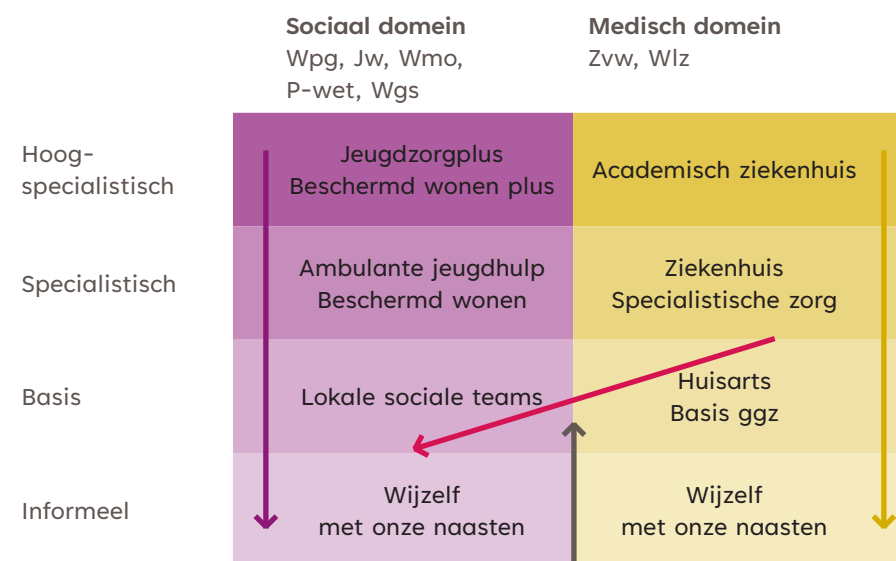 Sociaal domein
Wpg, Jw, Wmo,
P-wet, Wgs
Medisch domein
Zvw, Wlz
Hoog-
specialistisch
Jeugdzorgplus
Beschermd wonen plus
Academisch ziekenhuis
Specialistisch
Ambulante jeugdhulp
Beschermd wonen
Ziekenhuis
Specialistische zorg
Basis
Lokale sociale teams
Huisarts
Basis ggz
Informeel
Wijzelf
met onze naasten
Wijzelf
met onze naasten